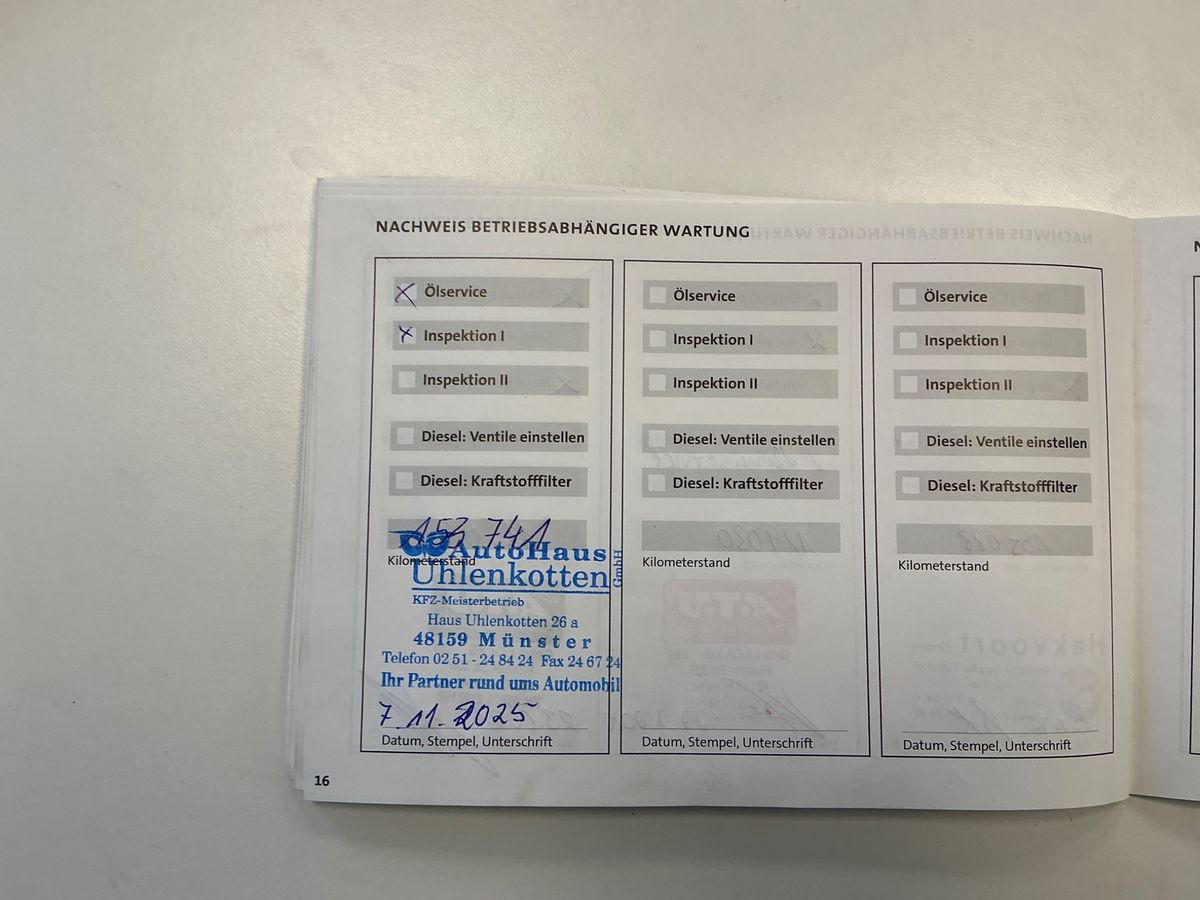 NACHWEIS BETRIEBSABHÄNGIGER WARTUNG
Ölservice
Inspektion I
Inspektion II
Diesel: Ventile einstellen
Diesel: Kraftstofffilter
153 741
Kilometerstand
AutoHaus
Uhlenkotten GmbH
KFZ-Meisterbetrieb
Haus Uhlenkotten 26 a
48159 Münster
Telefon 02 51 - 24 84 24 Fax 24 67 24
Ihr Partner rund ums Automobil
7.11.2025
Datum, Stempel, Unterschrift
Ölservice
Inspektion I
Inspektion II
Diesel: Ventile einstellen
Diesel: Kraftstofffilter
Kilometerstand
Datum, Stempel, Unterschrift
Ölservice
Inspektion I
Inspektion II
Diesel: Ventile einstellen
Diesel: Kraftstofffilter
Kilometerstand
Datum, Stempel, Unterschrift
16